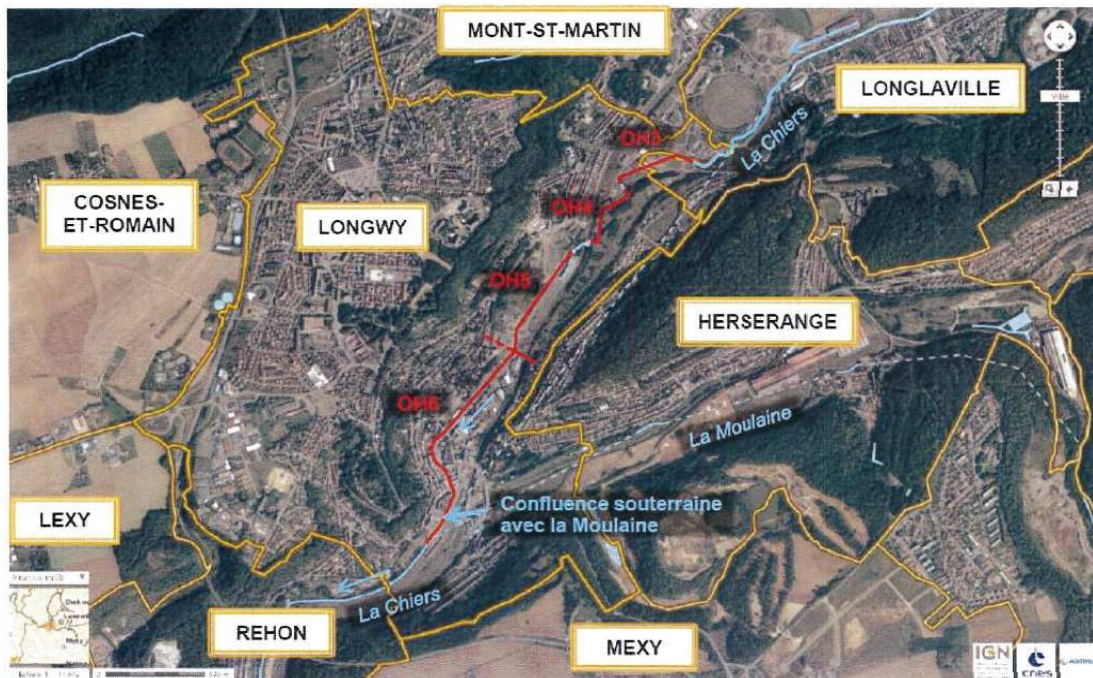 MONT-ST-MARTIN
LONGLAVILLE
La Chiers
OH3
COSNES-
ET-ROMAIN
LONGWY
OH4
OH5
HERSERANGE
OH6
La Moulaine
Confluence souterraine
avec la Moulaine
LEXY
La Chiers
REHON
MEXY
IGN
cnes